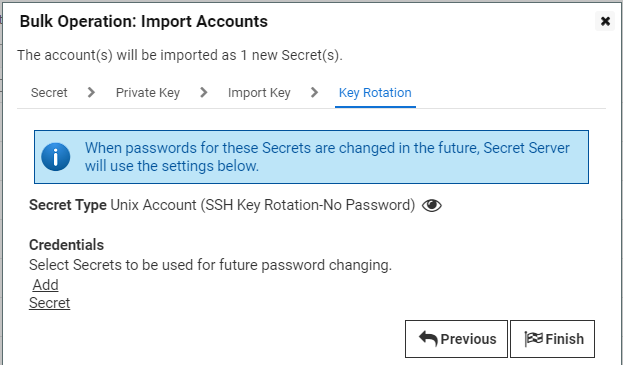 Bulk Operation: Import Accounts
The account(s) will be imported as 1 new Secret(s).
Secret > Private Key > Import Key > Key Rotation
When passwords for these Secrets are changed in the future, Secret Server
will use the settings below.
Secret Type Unix Account (SSH Key Rotation-No Password)
Credentials
Select Secrets to be used for future password changing.
Add
Secret
Previous Finish